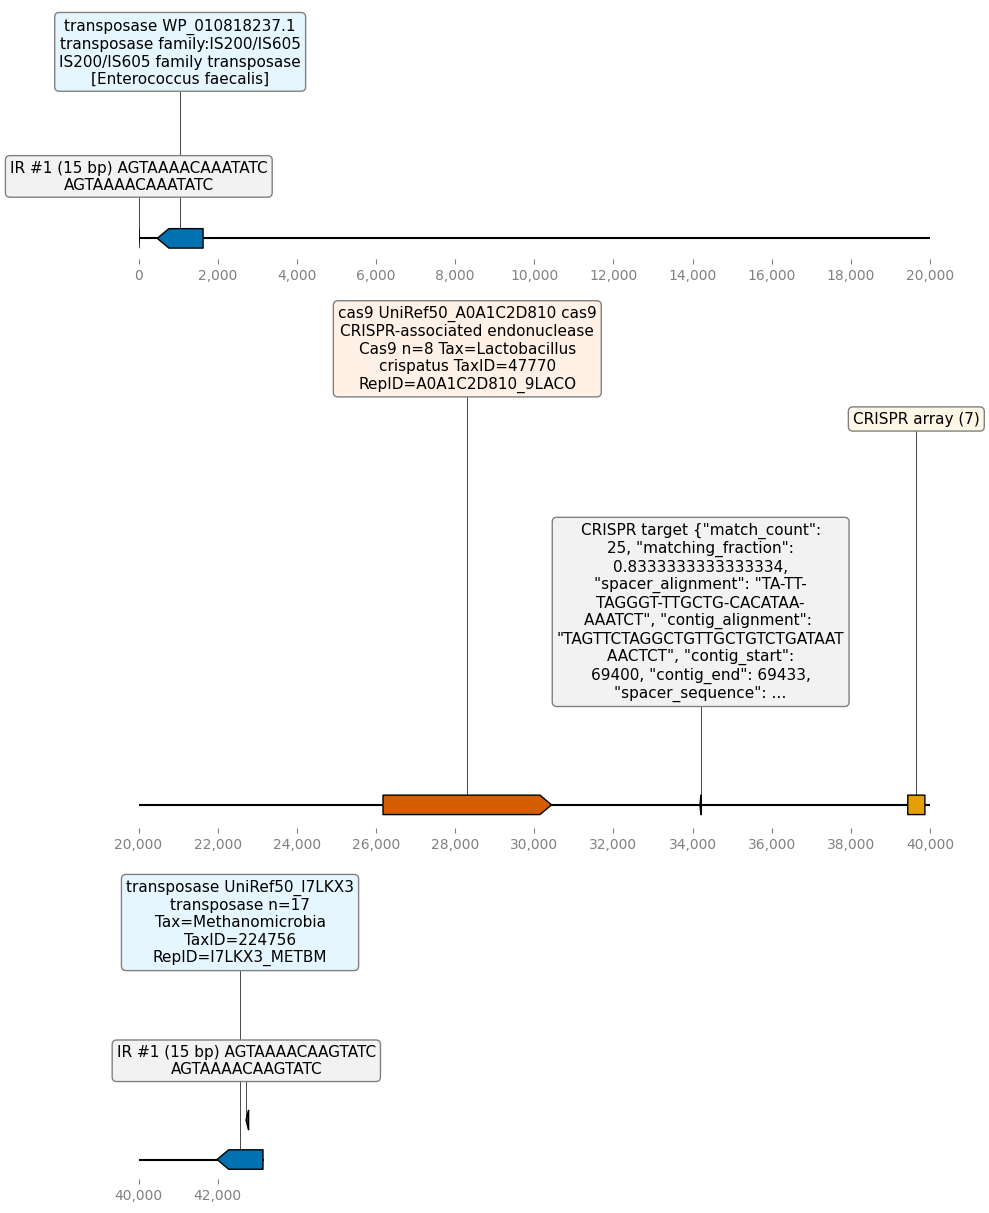 transposase WP_010818237.1
transposase family:IS200/IS605
IS200/IS605 family transposase
[Enterococcus faecalis]
IR #1 (15 bp) AGTAAAACAAATATC
AGTAAAACAAATATC
0 2,000 4,000 6,000 8,000 10,000 12,000 14,000 16,000 18,000 20,000
cas9 UniRef50_A0A1C2D810 cas9
CRISPR-associated endonuclease
Cas9 n=8 Tax=Lactobacillus
crispatus TaxID=47770
RepID=A0A1C2D810_9LACO
CRISPR array (7)
CRISPR target {"match_count":
25, "matching_fraction":
0.8333333333333334,
"spacer_alignment": "TA-TT-
TAGGGT-TTGCTG-CACATAA-
AAATCT", "contig_alignment":
"TAGTTCTAGGCTGTTGCTGTCTGATAAT
AACTCT", "contig_start":
69400, "contig_end": 69433,
"spacer_sequence": ...
20,000 22,000 24,000 26,000 28,000 30,000 32,000 34,000 36,000 38,000 40,000
transposase UniRef50_I7LKX3
transposase n=17
Tax=Methanomicrobia
TaxID=224756
RepID=I7LKX3_METBM
IR #1 (15 bp) AGTAAAACAAGTATC
AGTAAAACAAGTATC
40,000 42,000